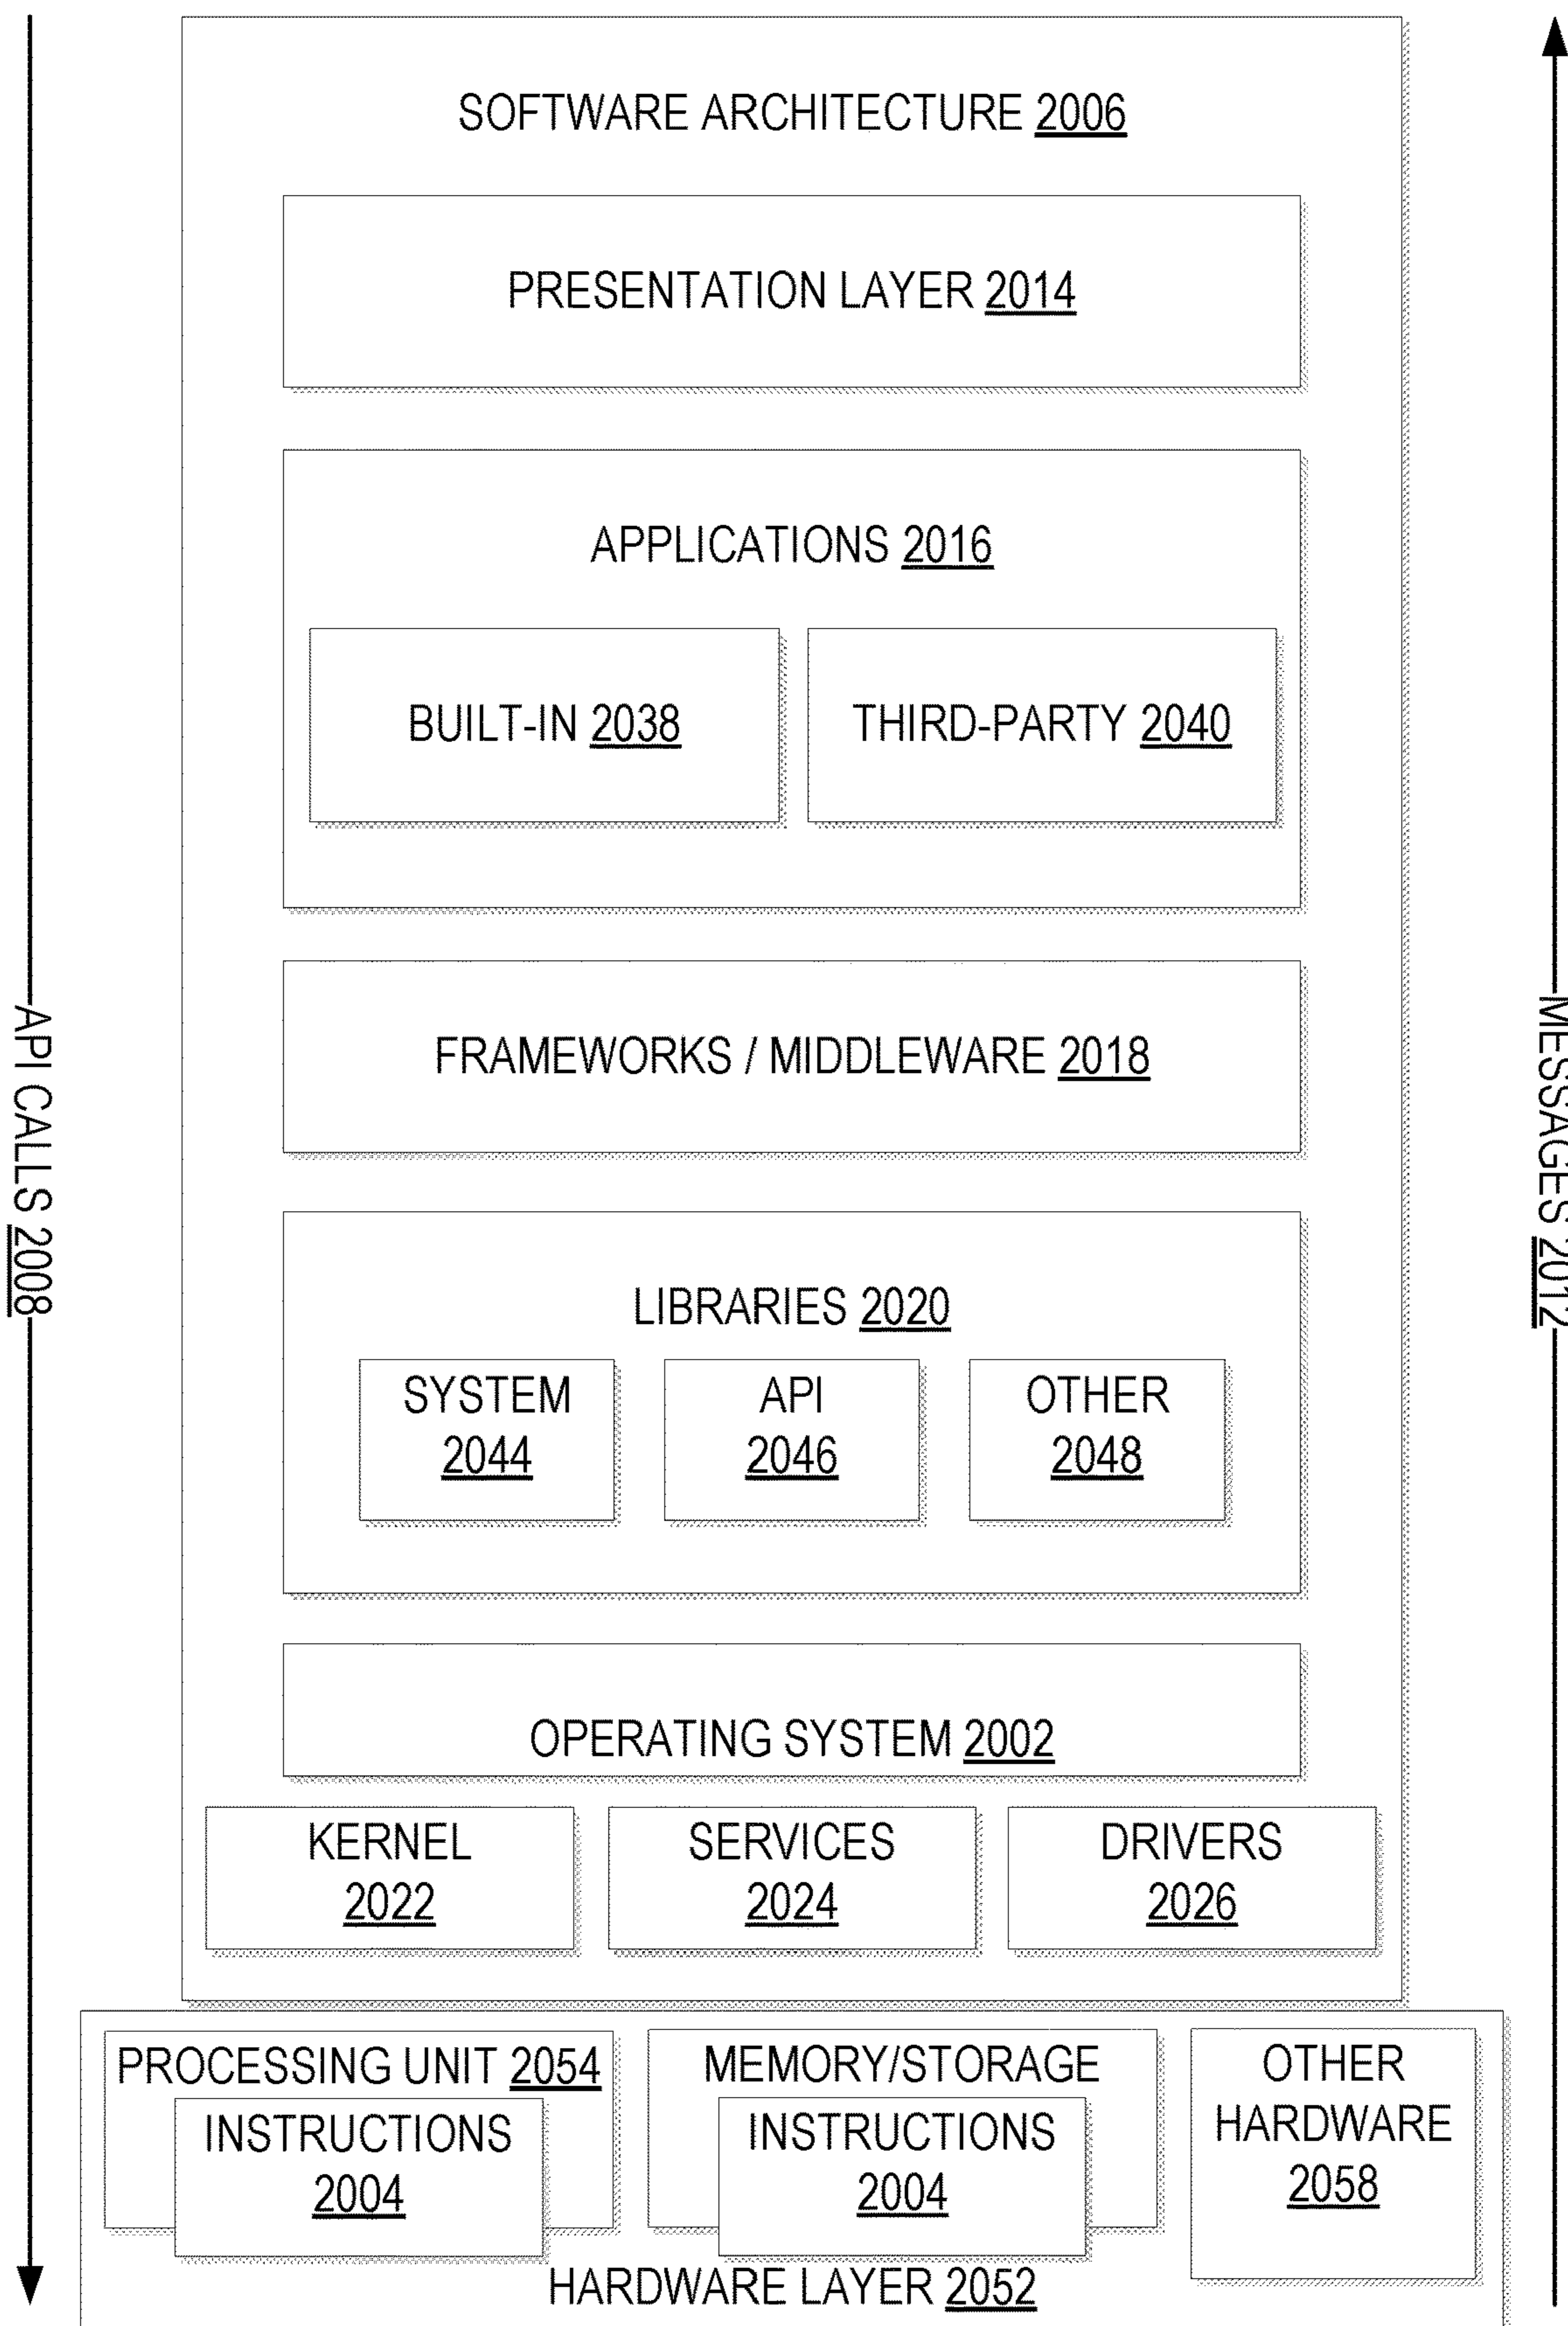 SOFTWARE ARCHITECTURE 2006
PRESENTATION LAYER 2014
APPLICATIONS 2016
BUILT-IN 2038
THIRD-PARTY 2040
FRAMEWORKS / MIDDLEWARE 2018
LIBRARIES 2020
SYSTEM
2044
API
2046
OTHER
2048
OPERATING SYSTEM 2002
KERNEL
2022
SERVICES
2024
DRIVERS
2026
PROCESSING UNIT 2054
INSTRUCTIONS
2004
MEMORY/STORAGE
INSTRUCTIONS
2004
OTHER
HARDWARE
2058
HARDWARE LAYER 2052
API CALLS 2008
MESSAGES 2012